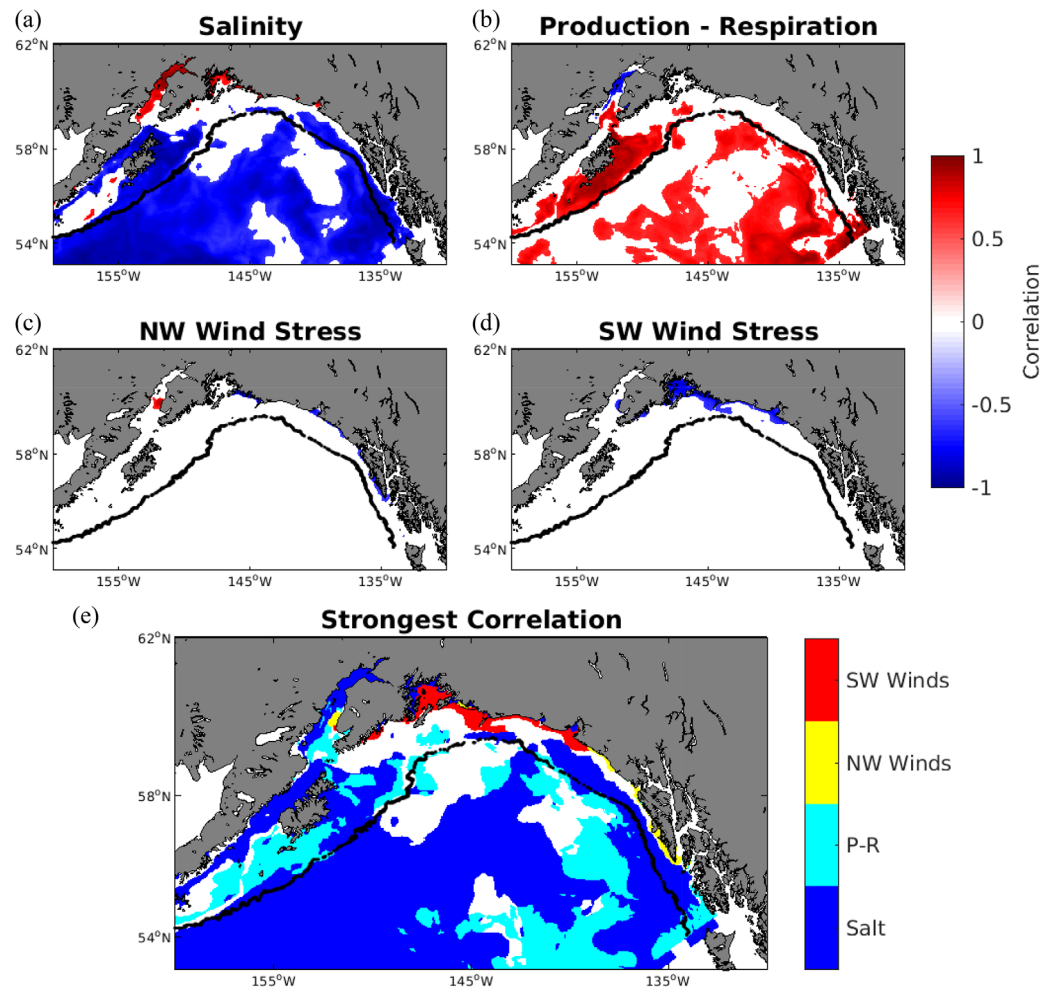 (a)
Salinity
62°N
58°N
54°N
155°W
145°W
135°W
(b)
Production - Respiration
62°N
58°N
54°N
155°W
145°W
135°W
(c)
NW Wind Stress
62°N
58°N
54°N
155°W
145°W
135°W
(d)
SW Wind Stress
62°N
58°N
54°N
155°W
145°W
135°W
1
0.5
0
-0.5
-1
Correlation
(e)
Strongest Correlation
62°N
58°N
54°N
155°W
145°W
135°W
SW Winds
NW Winds
P-R
Salt